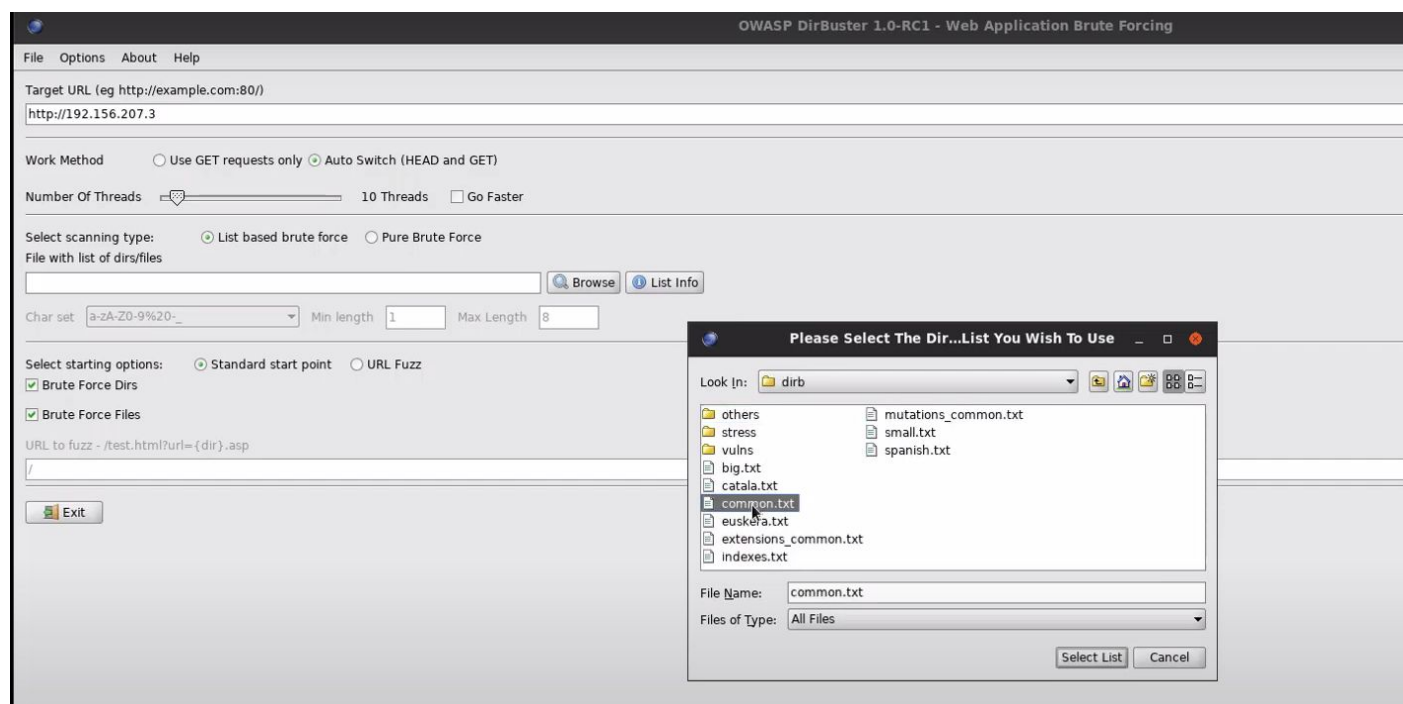 OWASP DirBuster 1.0-RC1 - Web Application Brute Forcing
File Options About Help
Target URL (eg http://example.com:80/)
http://192.156.207.3
Work Method Use GET requests only Auto Switch (HEAD and GET)
Number Of Threads 10 Threads Go Faster
Select scanning type: List based brute force Pure Brute Force
File with list of dirs/files
Browse List Info
Char set a-zA-Z0-9%20-_ Min length 1 Max Length 8
Select starting options: Standard start point URL Fuzz
Brute Force Dirs
Brute Force Files
URL to fuzz - /test.html?url={dir}.asp
/
Exit
Please Select The Dir...List You Wish To Use
Look In: dirb
others mutations_common.txt
stress small.txt
vulns spanish.txt
big.txt
catala.txt
common.txt
euskera.txt
extensions_common.txt
indexes.txt
File Name: common.txt
Files of Type: All Files
Select List Cancel